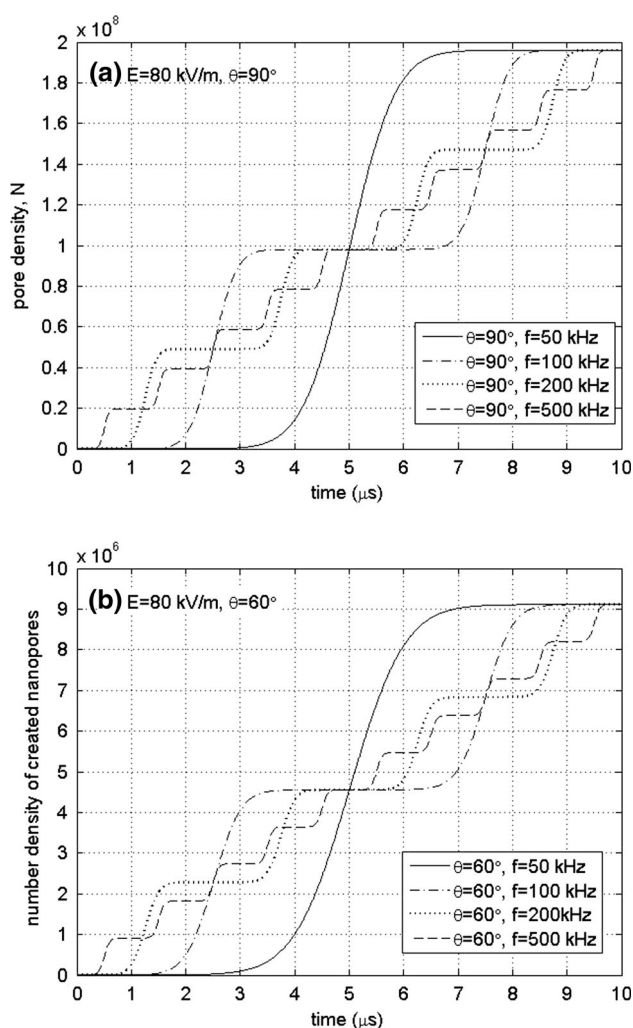 x 10^8
(a) E=80 kV/m, θ=90°
2
1.8
1.6
1.4
1.2
1
0.8
0.6
0.4
0.2
0
pore density, N
θ=90°, f=50 kHz
θ=90°, f=100 kHz
θ=90°, f=200 kHz
θ=90°, f=500 kHz
0 1 2 3 4 5 6 7 8 9 10
time (μs)
x 10^6
(b) E=80 kV/m, θ=60°
10
9
8
7
6
5
4
3
2
1
0
number density of created nanopores
θ=60°, f=50 kHz
θ=60°, f=100 kHz
θ=60°, f=200kHz
θ=60°, f=500 kHz
0 1 2 3 4 5 6 7 8 9 10
time (μs)